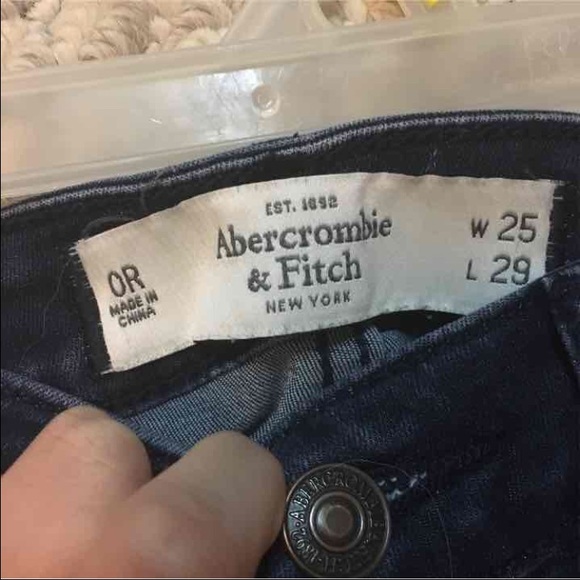 EST. 1892
Abercrombie
& Fitch
NEW YORK
W 25
L 29
0R
MADE IN
CHINA